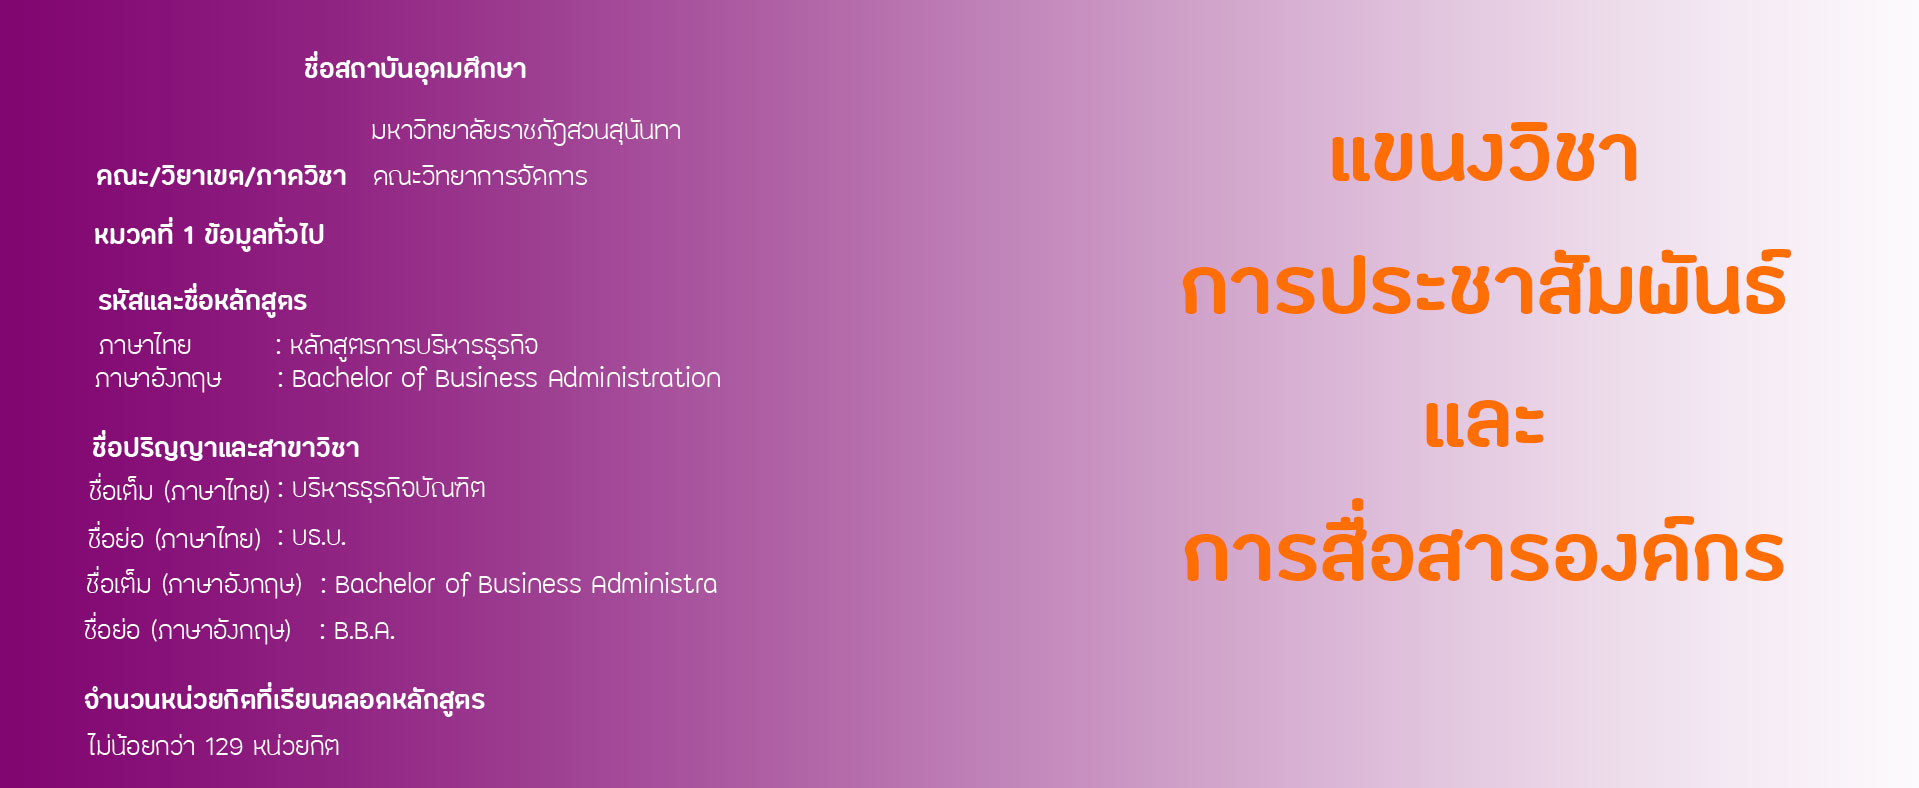 ชื่อสถาบันอุดมศึกษา
มหาวิทยาลัยราชภัฏสวนสุนันทา
คณะ/วิยาเขต/ภาควิชา คณะวิทยาการจัดการ
หมวดที่ 1 ข้อมูลทั่วไป
รหัสและชื่อหลักสูตร
ภาษาไทย : หลักสูตรการบริหารธุรกิจ
ภาษาอังกฤษ : Bachelor of Business Administration
ชื่อปริญญาและสาขาวิชา
ชื่อเต็ม (ภาษาไทย) : บริหารธุรกิจบัณฑิต
ชื่อย่อ (ภาษาไทย) : บธ.บ.
ชื่อเต็ม (ภาษาอังกฤษ) : Bachelor of Business Administra
ชื่อย่อ (ภาษาอังกฤษ) : B.B.A.
จำนวนหน่วยกิตที่เรียนตลอดหลักสูตร
ไม่น้อยกว่า 129 หน่วยกิต
แขนงวิชา
การประชาสัมพันธ์
และ
การสื่อสารองค์กร